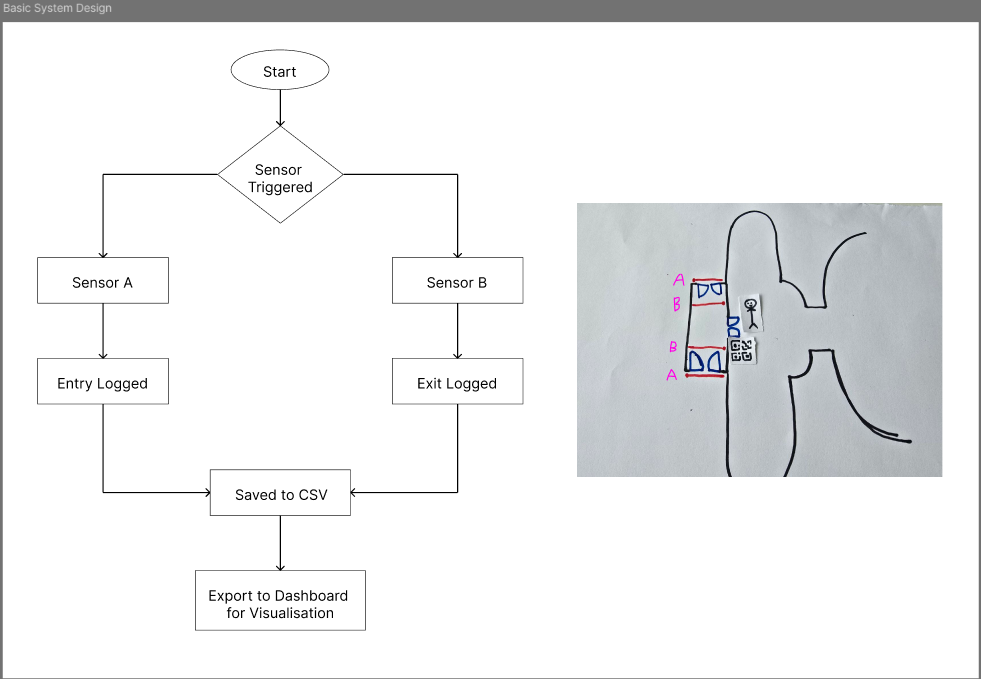 Basic System Design
Start
Sensor
Triggered
Sensor A
Sensor B
Entry Logged
Exit Logged
Saved to CSV
Export to Dashboard
for Visualisation
A
B
B
A